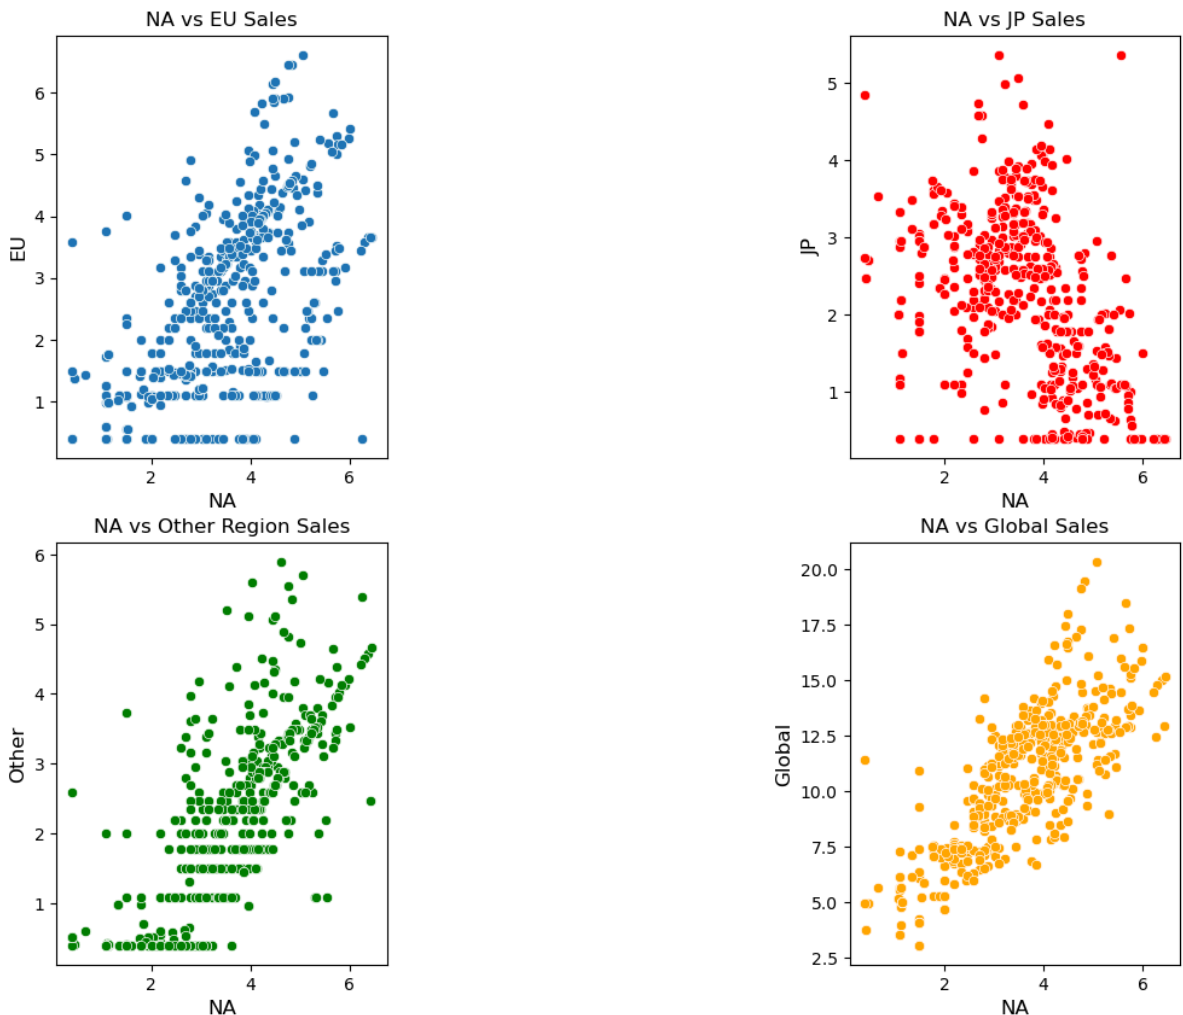 NA vs EU Sales
EU
6
5
4
3
2
1
2 4 6
NA
NA vs JP Sales
JP
5
4
3
2
1
2 4 6
NA
NA vs Other Region Sales
Other
6
5
4
3
2
1
2 4 6
NA
NA vs Global Sales
Global
20.0
17.5
15.0
12.5
10.0
7.5
5.0
2.5
2 4 6
NA